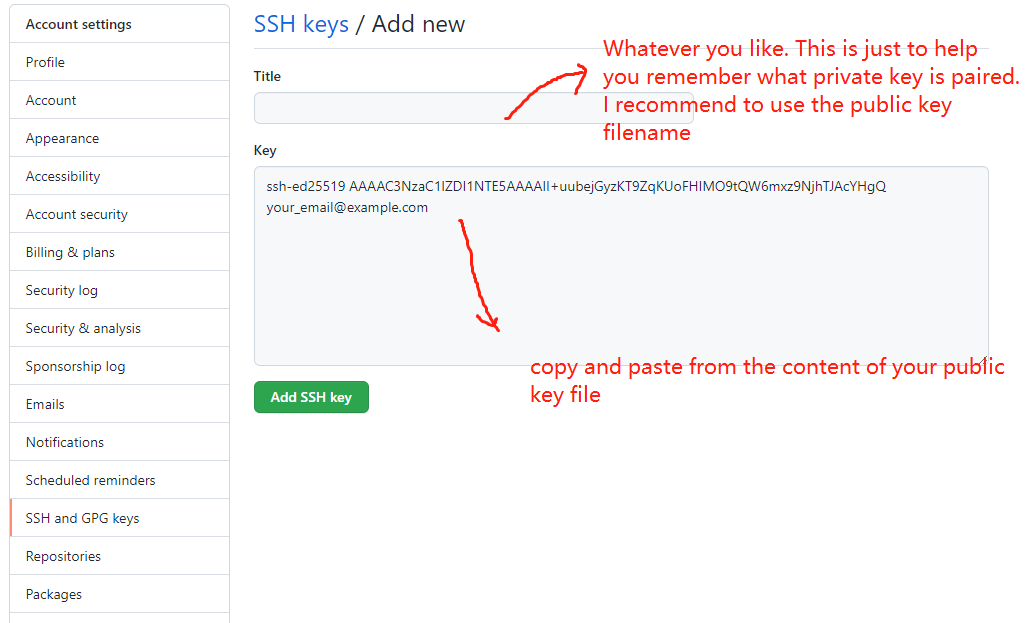 Account settings
Profile
Account
Appearance
Accessibility
Account security
Billing & plans
Security log
Security & analysis
Sponsorship log
Emails
Notifications
Scheduled reminders
SSH and GPG keys
Repositories
Packages
SSH keys / Add new
Title
Whatever you like. This is just to help
you remember what private key is paired.
I recommend to use the public key
filename
Key
ssh-ed25519 AAAAC3NzaC1lZDI1NTE5AAAAII+uubejGyzKT9ZqKUoFHIMO9tQW6mxz9NjhTJAcYHgQ
your_email@example.com
copy and paste from the content of your public
key file
Add SSH key